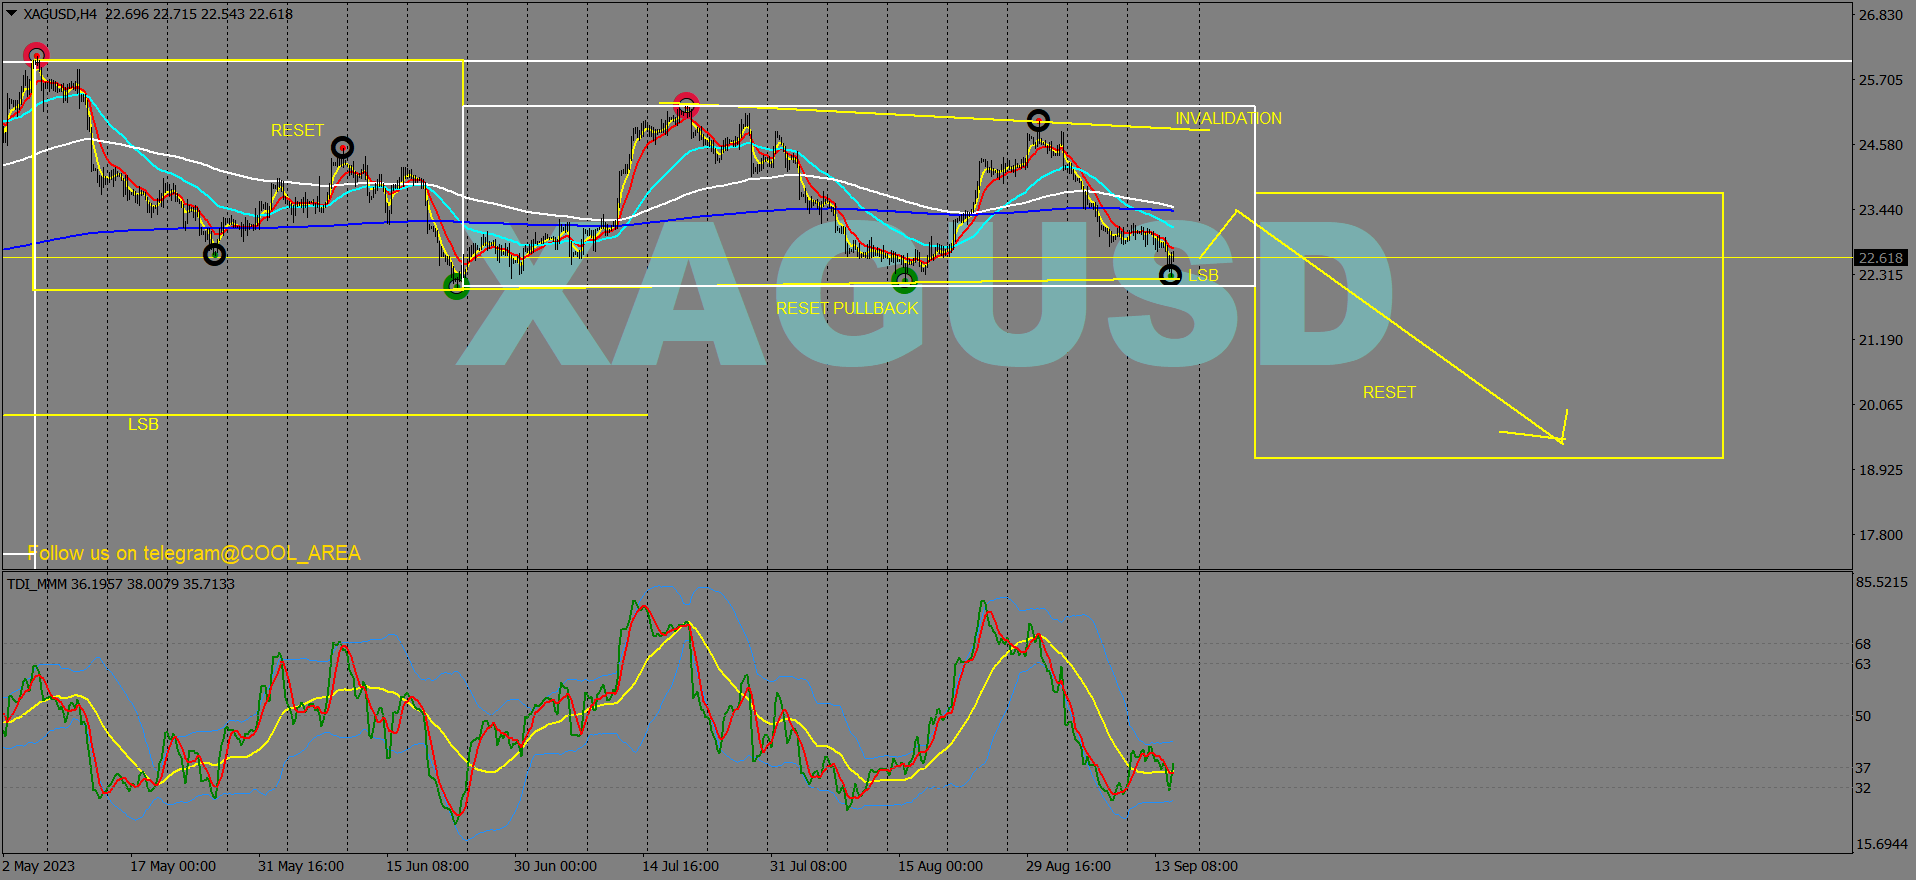 XAGUSD,H4 22.696 22.715 22.543 22.618
26.830
25.705
INVALIDATION
RESET
24.580
23.440
XAGUSD
22.618
LSB
22.315
RESET PULLBACK
21.190
RESET
20.065
LSB
18.925
17.800
Follow us on telegram@COOL_AREA
TDI_MMM 36.1957 38.0079 35.7133
85.5215
68
63
50
37
32
15.6944
2 May 2023 17 May 00:00 31 May 16:00 15 Jun 08:00 30 Jun 00:00 14 Jul 16:00 31 Jul 08:00 15 Aug 00:00 29 Aug 16:00 13 Sep 08:00